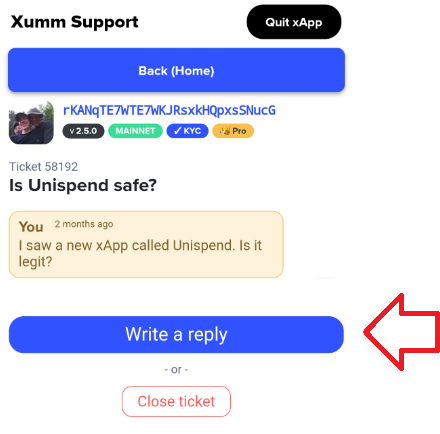 Xumm Support
Quit xApp
Back (Home)
rKANqTE7WTE7WKJRsxkHQpxsSNucG
v 2.5.0 MAINNET ✓ KYC Pro
Ticket 58192
Is Unispend safe?
You 2 months ago
I saw a new xApp called Unispend. Is it
legit?
Write a reply
- or -
Close ticket